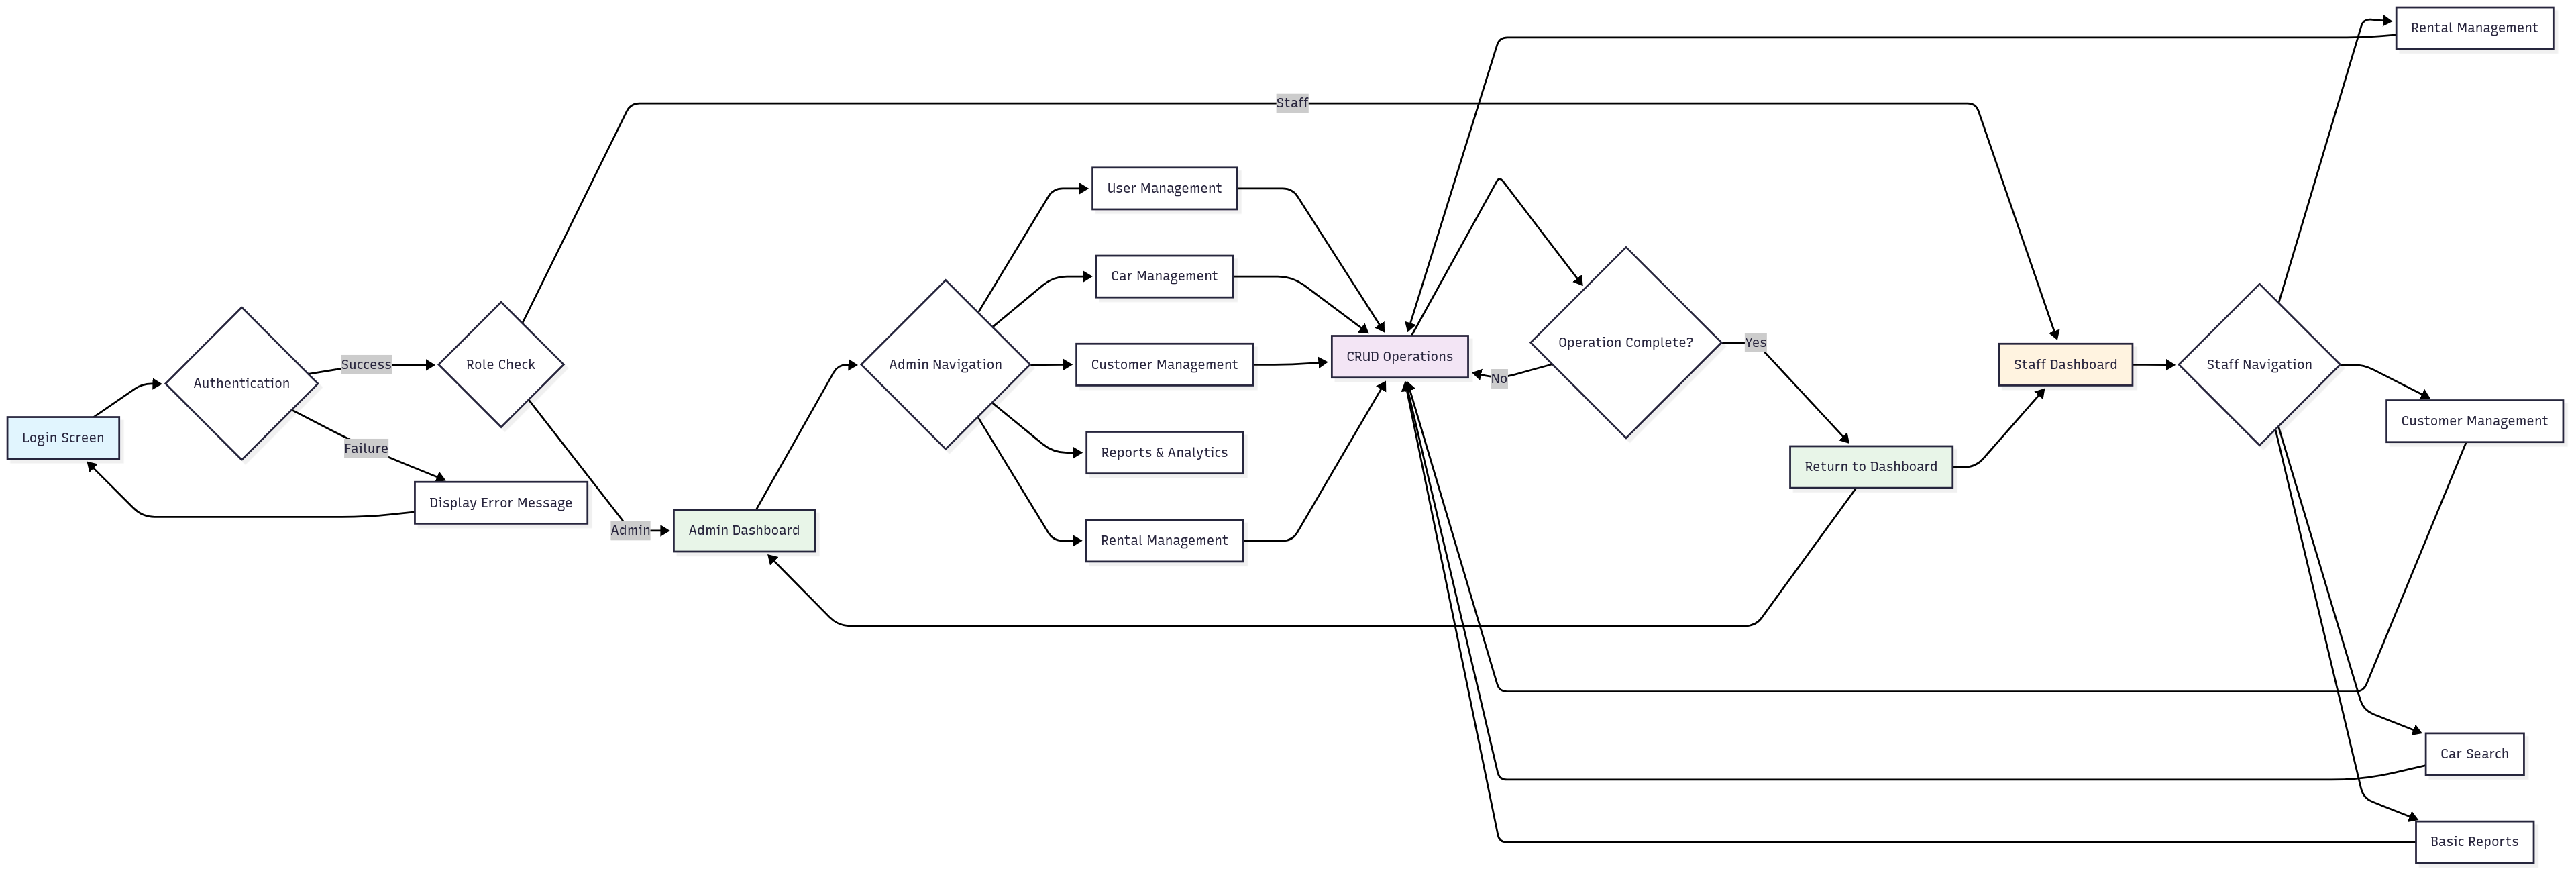 Login Screen
Authentication
Success
Failure
Display Error Message
Role Check
Staff
Admin
Admin Dashboard
Admin Navigation
User Management
Car Management
Customer Management
Reports & Analytics
Rental Management
CRUD Operations
Operation Complete?
No
Yes
Return to Dashboard
Staff Dashboard
Staff Navigation
Rental Management
Customer Management
Car Search
Basic Reports